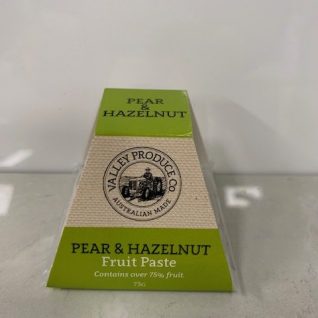 PEAR
&
HAZELNUT
VALLEY PRODUCE Co.
AUSTRALIAN MADE
PEAR & HAZELNUT
Fruit Paste
Contains over 75% fruit
75G